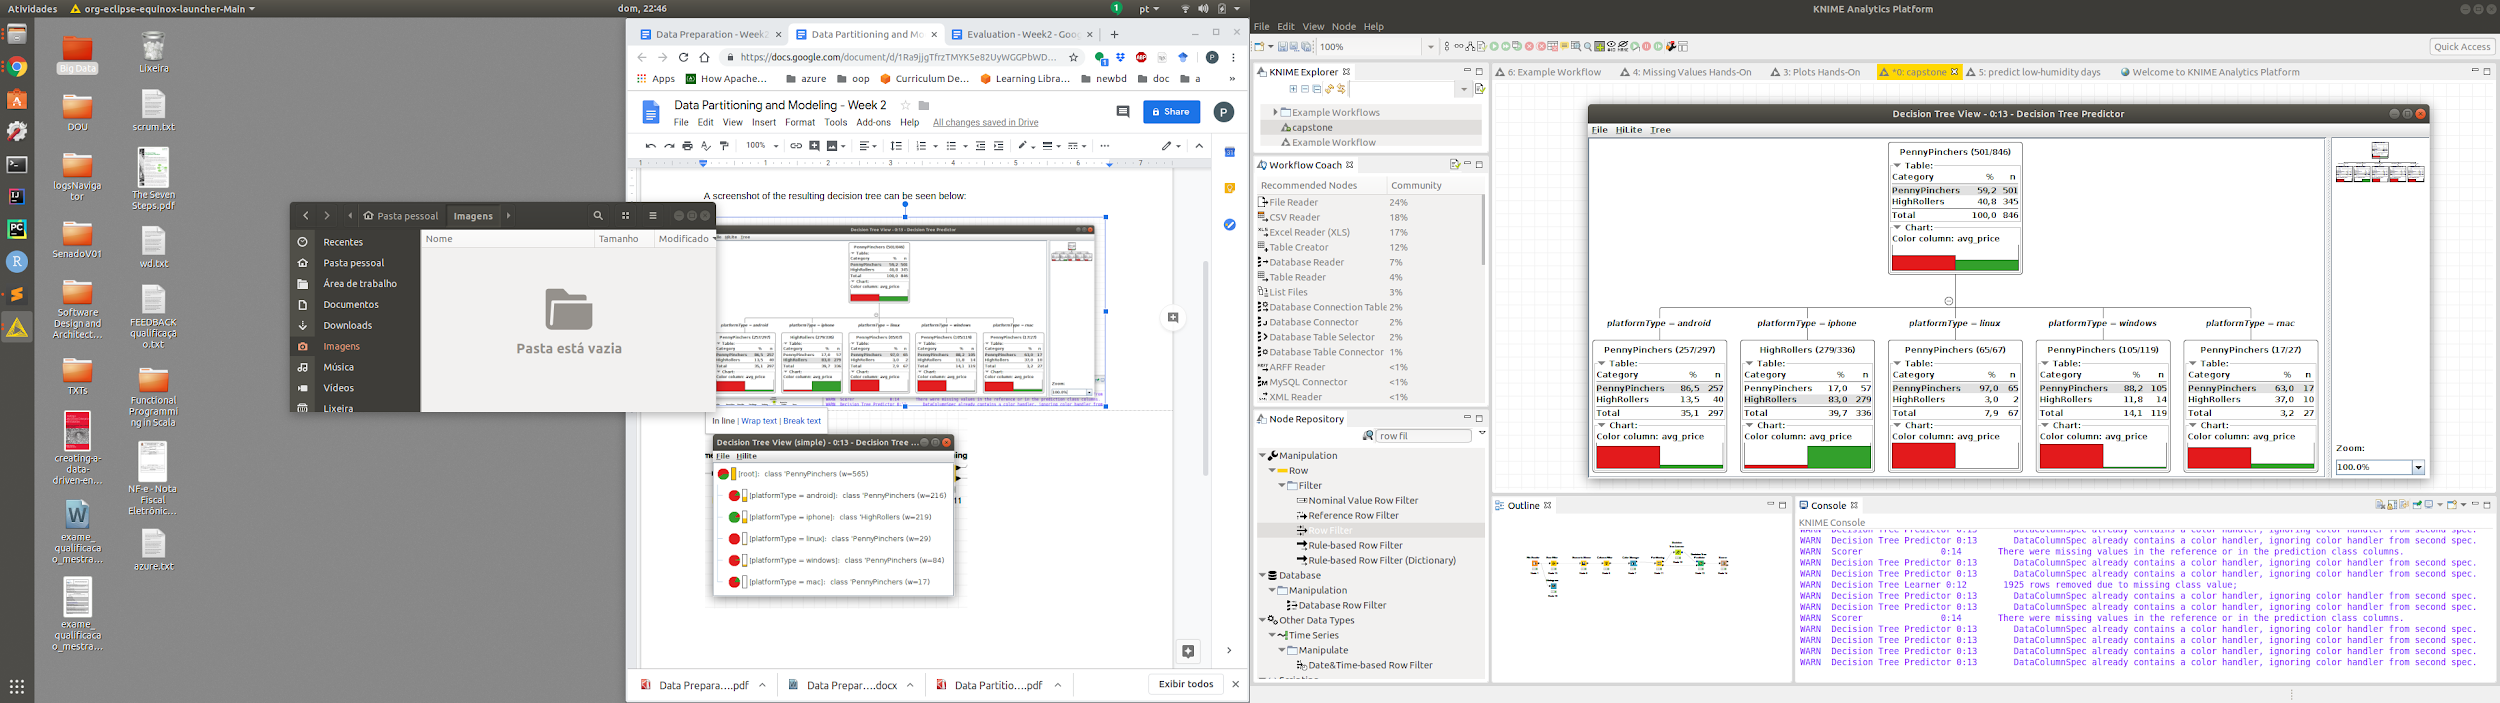 Atividades
org-eclipse-equinox-launcher-Main
dom, 22:46
1
pt
Big Data
Lixeira
DOU
scrum.txt
logsNavigator
The Seven Steps.pdf
SenadoV01
wd.txt
Software Design and Architect...
FEEDBACK qualificaçao.txt
TXTs
Functional Programming in Scala
creating-a-data-driven-en...
NF-e - Nota Fiscal Eletrônic...
exame_qualificacao_mestra...
azure.txt
exame_qualificacao_mestra...
Pasta pessoal
Imagens
Recentes
Pasta pessoal
Área de trabalho
Documentos
Downloads
Imagens
Música
Vídeos
Lixeira
Nome
Tamanho
Modificado
Pasta está vazia
Data Preparation - Week2
Data Partitioning and Mo
Evaluation - Week2 - Goo
https://docs.google.com/document/d/1Ra9jjgTfrzTMYK5e82UyWGGPbWD...
Apps
How Apache...
azure
oop
Curriculum De...
Learning Libra...
newbd
doc
a
Data Partitioning and Modeling - Week 2
File Edit View Insert Format Tools Add-ons Help
All changes saved in Drive
Share
P
100%
A screenshot of the resulting decision tree can be seen below:
In line | Wrap text | Break text
Decision Tree View (simple) - 0:13 - Decision Tree ...
File Hilite
[root]: class 'PennyPinchers (w=565)
[platformType = android]: class 'PennyPinchers (w=216)
[platformType = iphone]: class 'HighRollers (w=219)
[platformType = linux]: class 'PennyPinchers (w=29)
[platformType = windows]: class 'PennyPinchers (w=84)
[platformType = mac]: class 'PennyPinchers (w=17)
Data Prepara....pdf
Data Prepar....docx
Data Partitio....pdf
Exibir todos
KNIME Analytics Platform
File Edit View Node Help
100%
Quick Access
KNIME Explorer
Example Workflows
capstone
Example Workflow
Workflow Coach
Recommended Nodes Community
File Reader 24%
CSV Reader 18%
Excel Reader (XLS) 17%
Table Creator 12%
Database Reader 7%
Table Reader 4%
List Files 3%
Database Connection Table 2%
Database Connector 2%
Database Table Selector 2%
Database Table Connector 1%
ARFF Reader <1%
MySQL Connector <1%
XML Reader <1%
Node Repository
row fil
Manipulation
Row
Filter
Nominal Value Row Filter
Reference Row Filter
Row Filter
Rule-based Row Filter
Rule-based Row Filter (Dictionary)
Database
Manipulation
Database Row Filter
Other Data Types
Time Series
Manipulate
Date&Time-based Row Filter
6: Example Workflow
4: Missing Values Hands-On
3: Plots Hands-On
*0: capstone
5: predict low-humidity days
Welcome to KNIME Analytics Platform
Decision Tree View - 0:13 - Decision Tree Predictor
File HiLite Tree
PennyPinchers (501/846)
Table:
Category % n
PennyPinchers 59,2 501
HighRollers 40,8 345
Total 100,0 846
Chart:
Color column: avg_price
platformType = android
PennyPinchers (257/297)
Table:
Category % n
PennyPinchers 86,5 257
HighRollers 13,5 40
Total 35,1 297
Chart:
Color column: avg_price
platformType = iphone
HighRollers (279/336)
Table:
Category % n
PennyPinchers 17,0 57
HighRollers 83,0 279
Total 39,7 336
Chart:
Color column: avg_price
platformType = linux
PennyPinchers (65/67)
Table:
Category % n
PennyPinchers 97,0 65
HighRollers 3,0 2
Total 7,9 67
Chart:
Color column: avg_price
platformType = windows
PennyPinchers (105/119)
Table:
Category % n
PennyPinchers 88,2 105
HighRollers 11,8 14
Total 14,1 119
Chart:
Color column: avg_price
platformType = mac
PennyPinchers (17/27)
Table:
Category % n
PennyPinchers 63,0 17
HighRollers 37,0 10
Total 3,2 27
Chart:
Color column: avg_price
Zoom:
100.0%
Outline
Console
KNIME Console
WARN Decision Tree Predictor 0:13 DataColumnSpec already contains a color handler, ignoring color handler from second spec.
WARN Decision Tree Predictor 0:13 DataColumnSpec already contains a color handler, ignoring color handler from second spec.
WARN Scorer 0:14 There were missing values in the reference or in the prediction class columns.
WARN Decision Tree Predictor 0:13 DataColumnSpec already contains a color handler, ignoring color handler from second spec.
WARN Decision Tree Predictor 0:13 DataColumnSpec already contains a color handler, ignoring color handler from second spec.
WARN Decision Tree Learner 0:12 1925 rows removed due to missing class value;
WARN Decision Tree Predictor 0:13 DataColumnSpec already contains a color handler, ignoring color handler from second spec.
WARN Decision Tree Predictor 0:13 DataColumnSpec already contains a color handler, ignoring color handler from second spec.
WARN Scorer 0:14 There were missing values in the reference or in the prediction class columns.
WARN Decision Tree Predictor 0:13 DataColumnSpec already contains a color handler, ignoring color handler from second spec.
WARN Decision Tree Predictor 0:13 DataColumnSpec already contains a color handler, ignoring color handler from second spec.
WARN Decision Tree Predictor 0:13 DataColumnSpec already contains a color handler, ignoring color handler from second spec.
WARN Decision Tree Predictor 0:13 DataColumnSpec already contains a color handler, ignoring color handler from second spec.